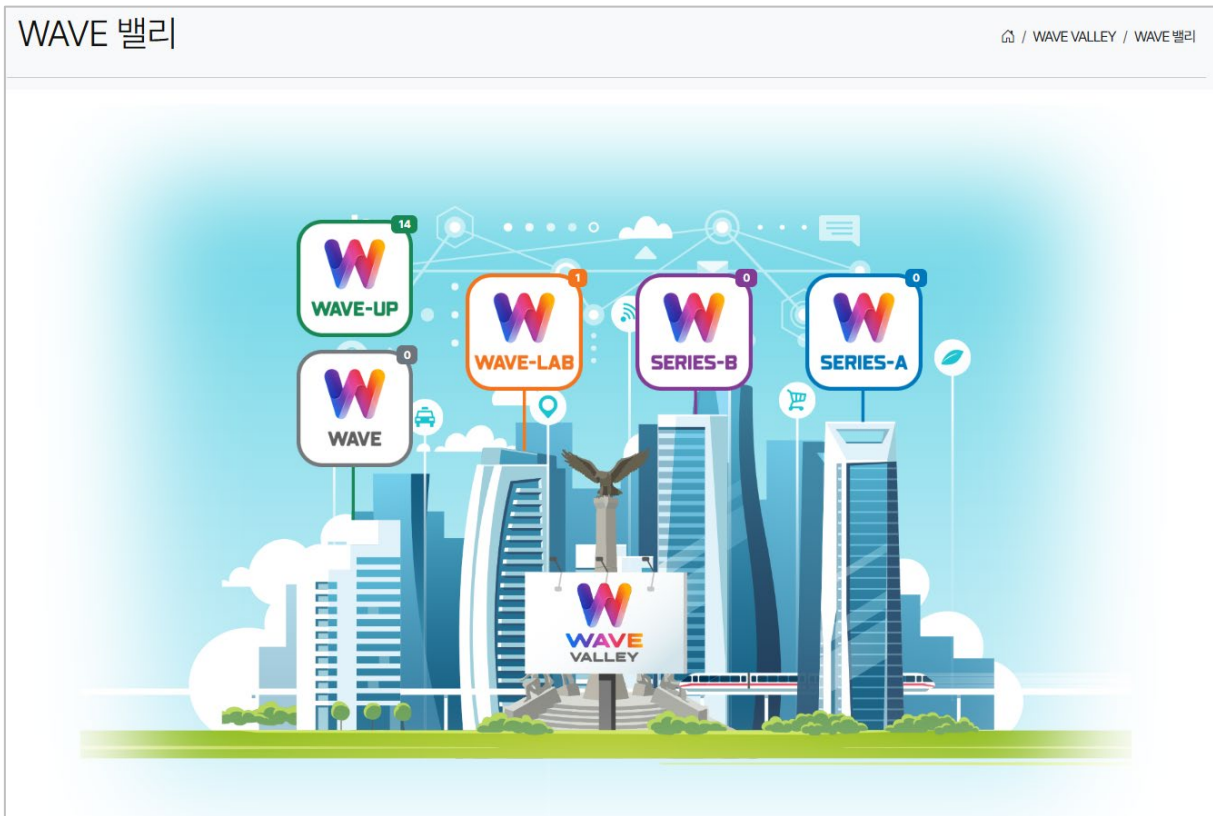 WAVE 밸리
/ WAVE VALLEY / WAVE 밸리
14
WAVE-UP
1
WAVE-LAB
0
SERIES-B
0
SERIES-A
0
WAVE
WAVE
VALLEY